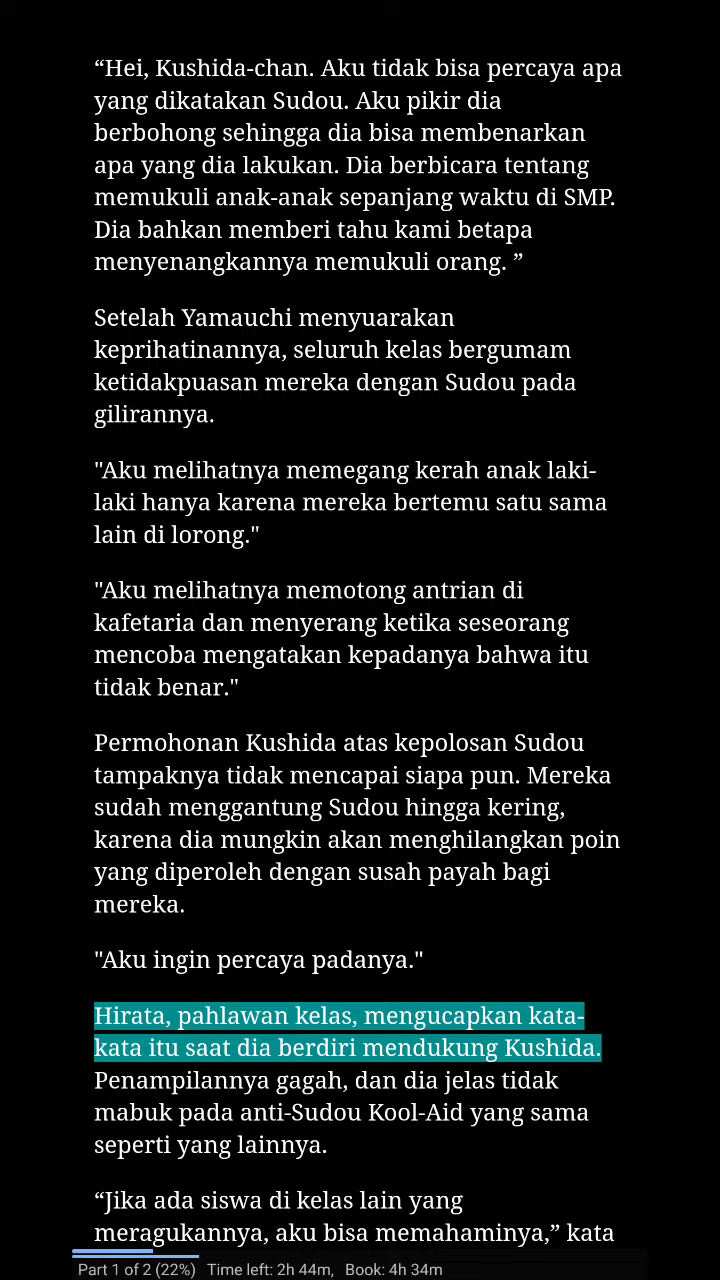 “Hei, Kushida-chan. Aku tidak bisa percaya apa
yang dikatakan Sudou. Aku pikir dia
berbohong sehingga dia bisa membenarkan
apa yang dia lakukan. Dia berbicara tentang
memukuli anak-anak sepanjang waktu di SMP.
Dia bahkan memberi tahu kami betapa
menyenangkannya memukuli orang. ”
Setelah Yamauchi menyuarakan
keprihatinannya, seluruh kelas bergumam
ketidakpuasan mereka dengan Sudou pada
gilirannya.
"Aku melihatnya memegang kerah anak laki-
laki hanya karena mereka bertemu satu sama
lain di lorong."
"Aku melihatnya memotong antrian di
kafetaria dan menyerang ketika seseorang
mencoba mengatakan kepadanya bahwa itu
tidak benar."
Permohonan Kushida atas kepolosan Sudou
tampaknya tidak mencapai siapa pun. Mereka
sudah menggantung Sudou hingga kering,
karena dia mungkin akan menghilangkan poin
yang diperoleh dengan susah payah bagi
mereka.
"Aku ingin percaya padanya."
Hirata, pahlawan kelas, mengucapkan kata-
kata itu saat dia berdiri mendukung Kushida.
Penampilannya gagah, dan dia jelas tidak
mabuk pada anti-Sudou Kool-Aid yang sama
seperti yang lainnya.
“Jika ada siswa di kelas lain yang
meragukannya, aku bisa memahaminya,” kata
Part 1 of 2 (22%) Time left: 2h 44m, Book: 4h 34m